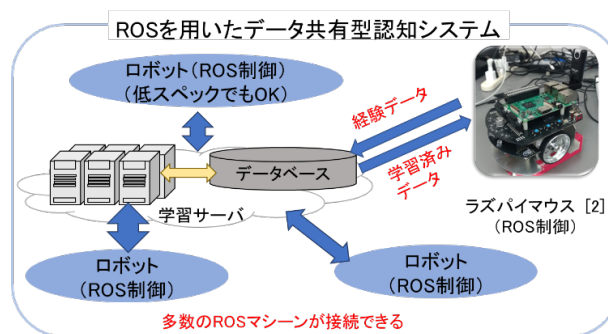 ROSを用いたデータ共有型認知システム
ロボット(ROS制御)
(低スペックでもOK)
経験データ
学習済み
データ
データベース
学習サーバ
ラズパイマウス [2]
(ROS制御)
ロボット
(ROS制御)
ロボット
(ROS制御)
多数のROSマシーンが接続できる